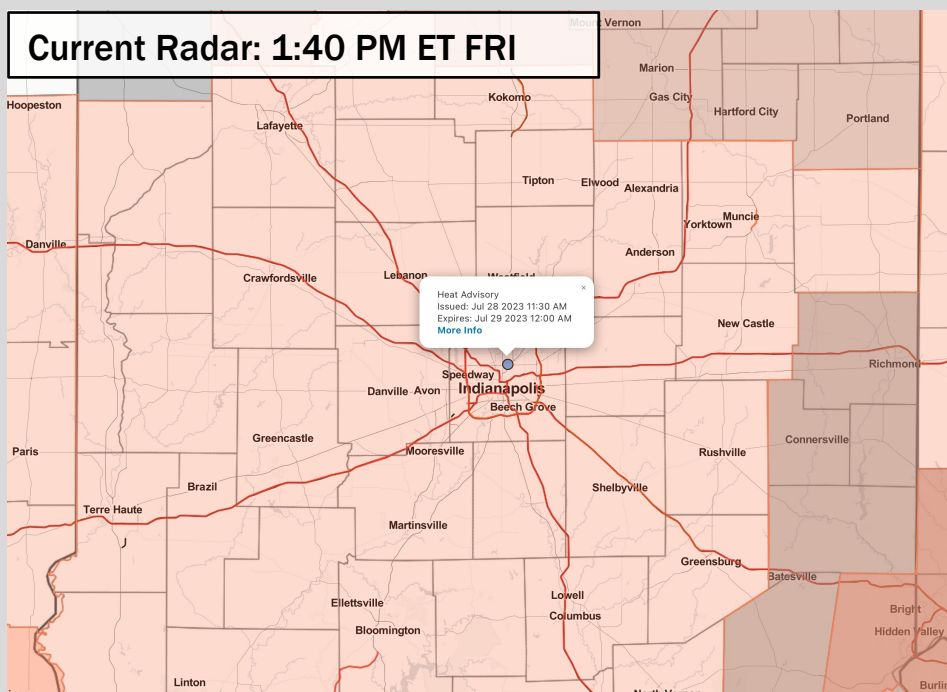 Mount Vernon
Current Radar: 1:40 PM ET FRI
Marion
Hoopeston
Kokomo
Gas City
Hartford City
Portland
Lafayette
Tipton
Elwood
Alexandria
Muncie
Yorktown
Danville
Anderson
Crawfordsville
Lebanon
Westfield
Heat Advisory
×
Issued: Jul 28 2023 11:30 AM
Expires: Jul 29 2023 12:00 AM
More Info
New Castle
Richmond
Speedway
Danville
Avon
Indianapolis
Beech Grove
Greencastle
Connersville
Paris
Mooresville
Rushville
Brazil
Shelbyville
Terre Haute
Martinsville
Greensburg
Batesville
Ellettsville
Lowell
Bright
Columbus
Bloomington
Hidden Valley
Linton
North Vernon